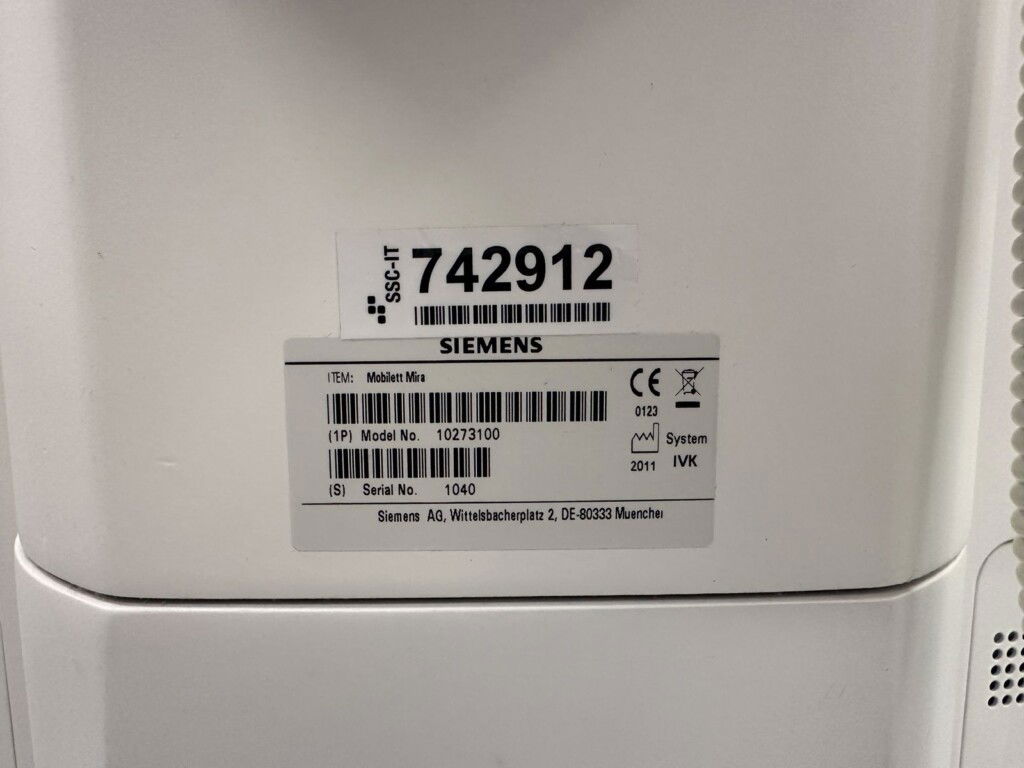 SSC-IT
742912
SIEMENS
ITEM: Mobilett Mira
CE
0123
(1P) Model No. 10273100
System
2011 IVK
(S) Serial No. 1040
Siemens AG, Wittelsbacherplatz 2, DE-80333 Muenchei